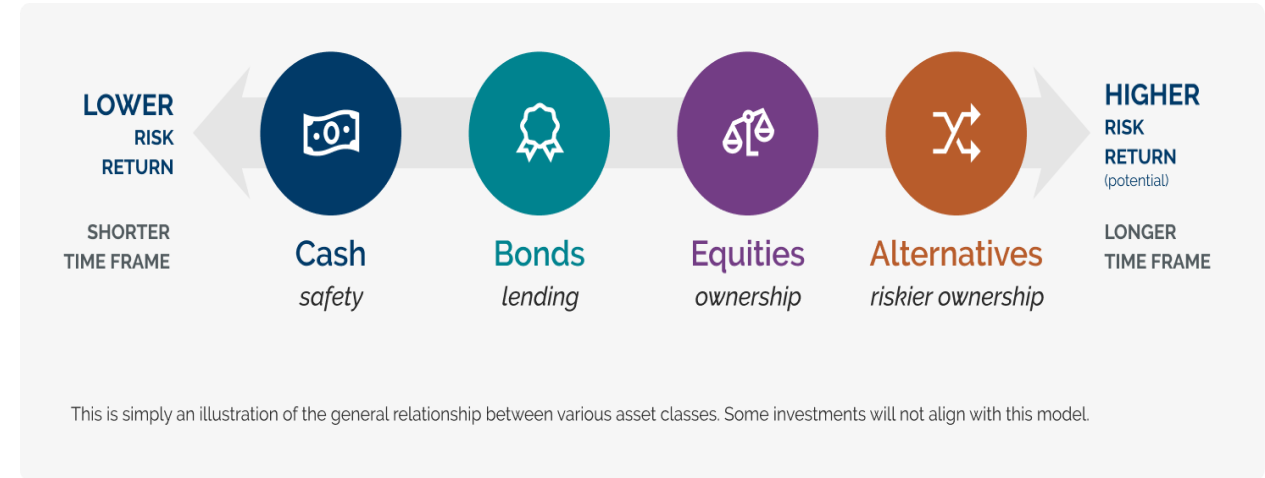 LOWER
RISK
RETURN
SHORTER
TIME FRAME
Cash
safety
Bonds
lending
Equities
ownership
Alternatives
riskier ownership
HIGHER
RISK
RETURN
(potential)
LONGER
TIME FRAME
This is simply an illustration of the general relationship between various asset classes. Some investments will not align with this model.